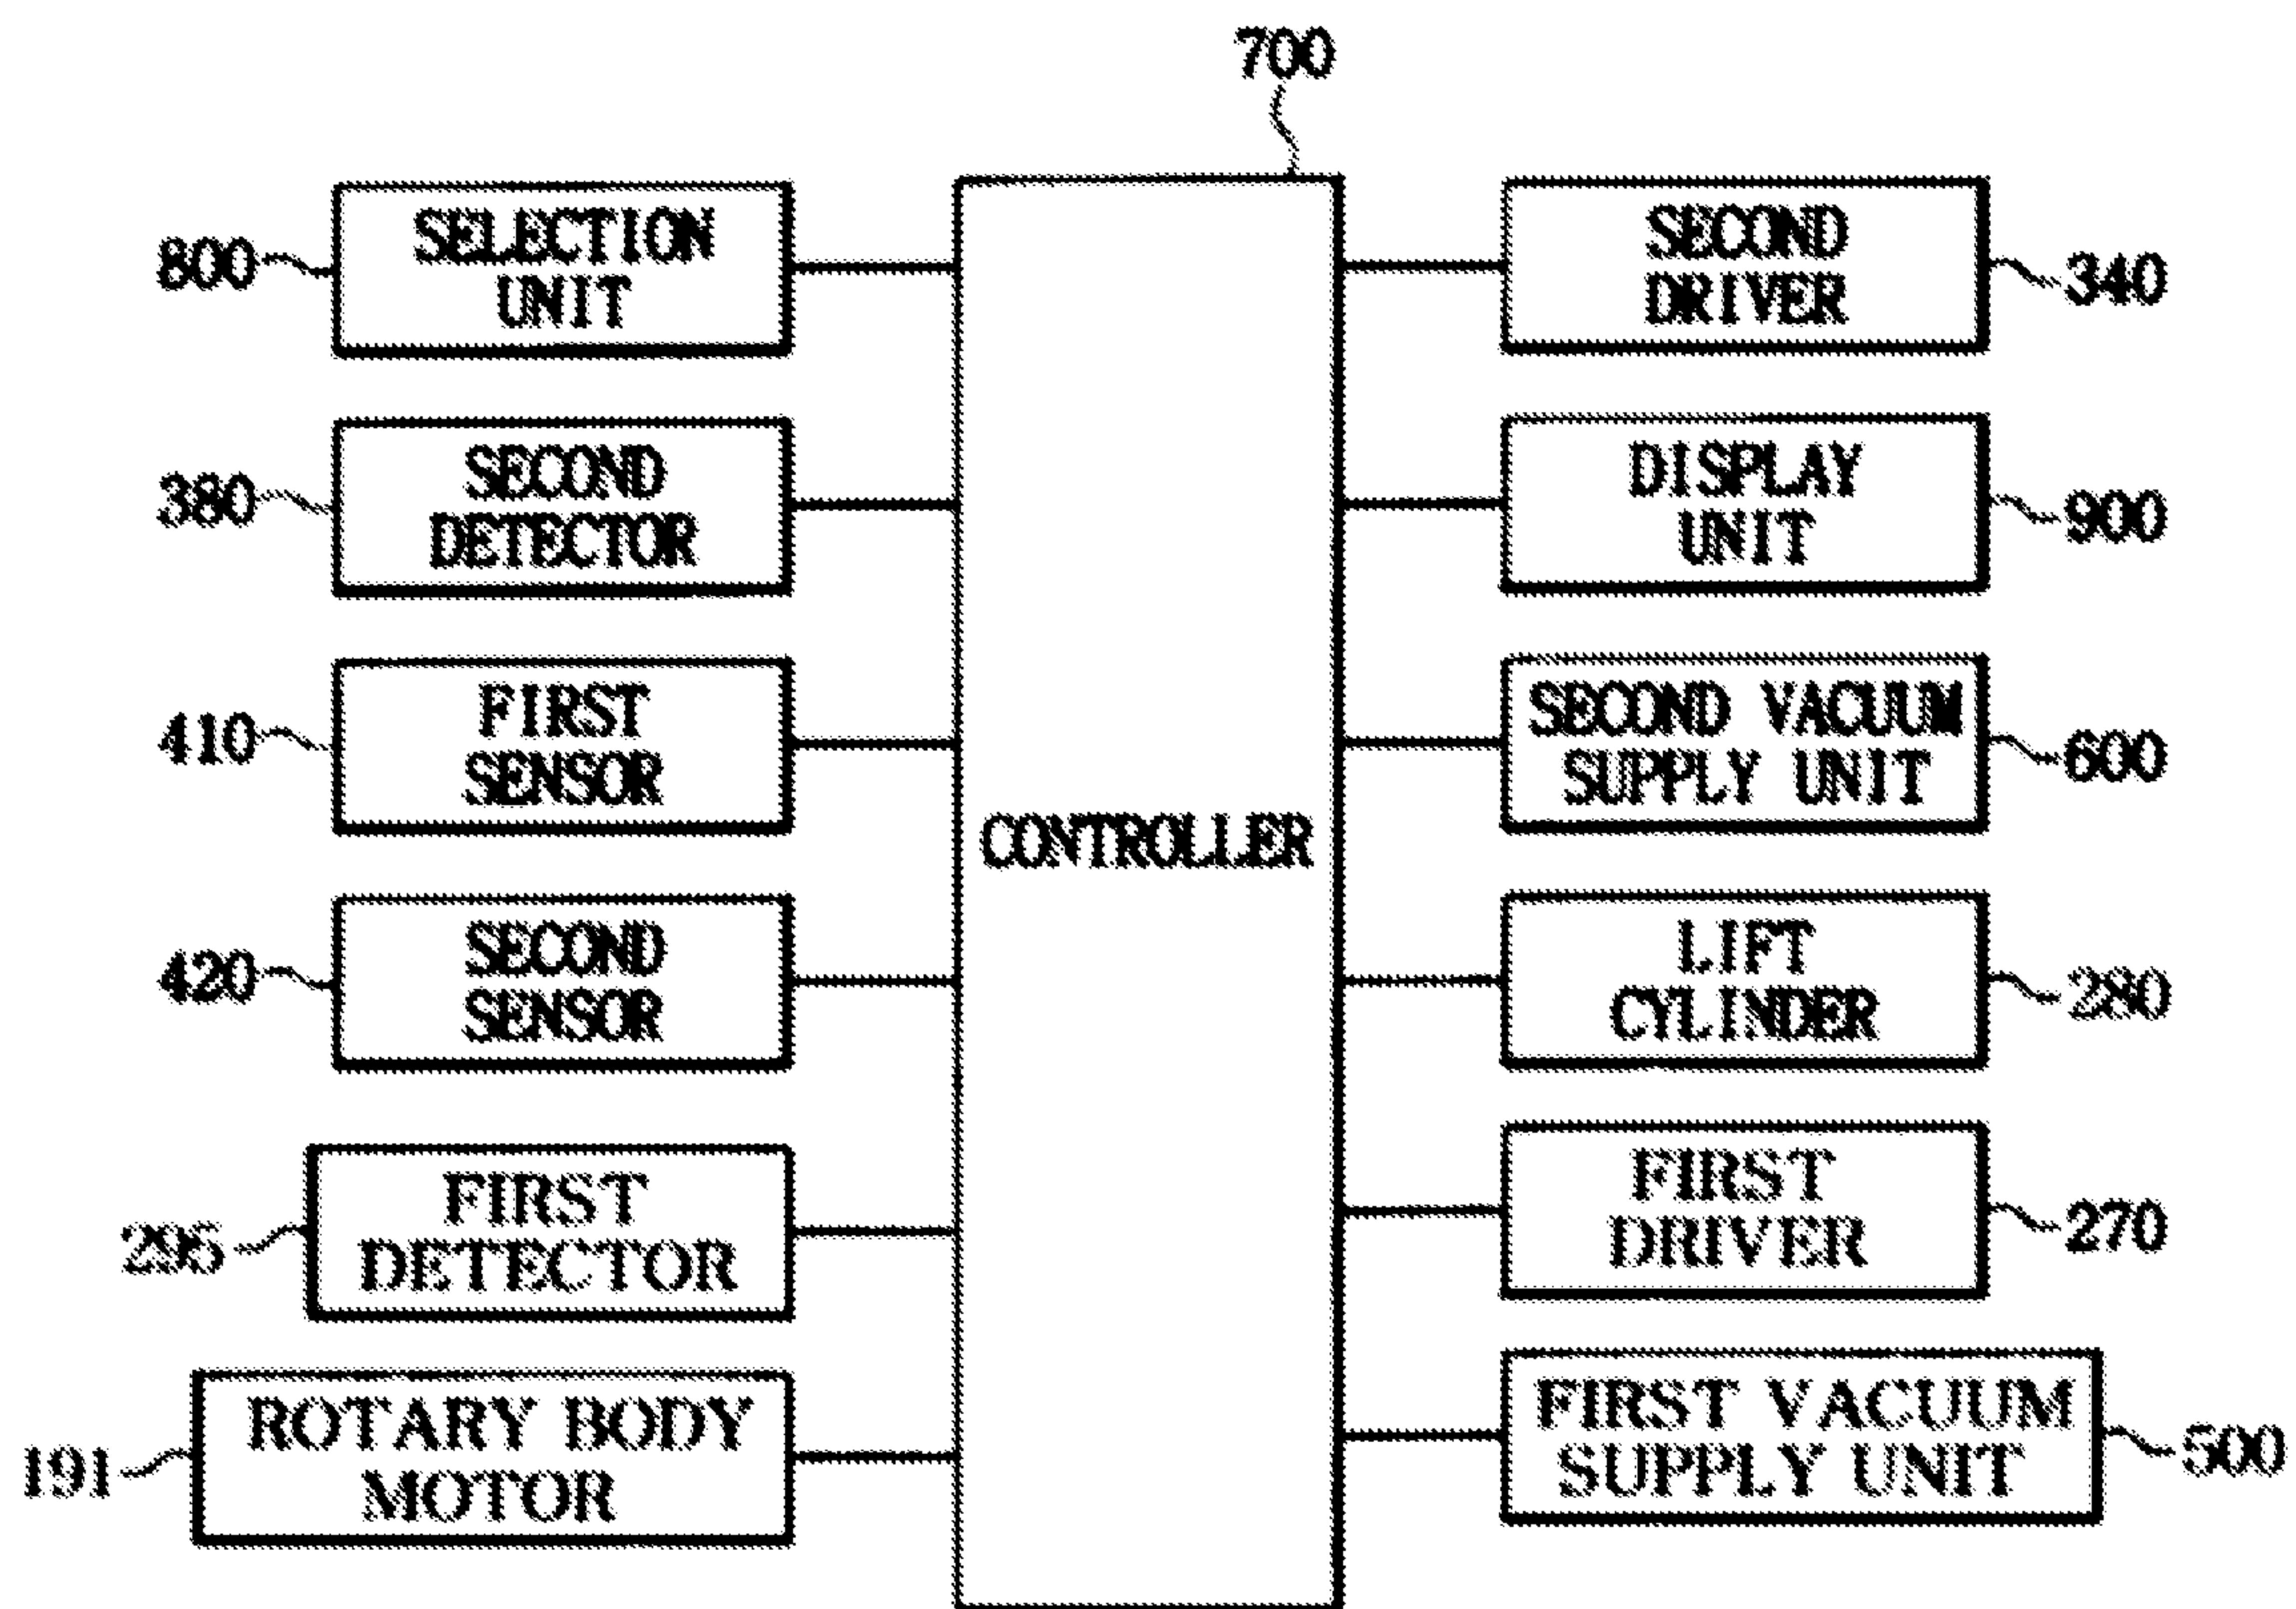 700
800
SELECTION
UNIT
SECOND
DRIVER
340
380
SECOND
DETECTOR
DISPLAY
UNIT
900
410
FIRST
SENSOR
SECOND VACUUM
SUPPLY UNIT
600
CONTROLLER
420
SECOND
SENSOR
LIFT
CYLINDER
280
295
FIRST
DETECTOR
FIRST
DRIVER
270
191
ROTARY BODY
MOTOR
FIRST VACUUM
SUPPLY UNIT
500